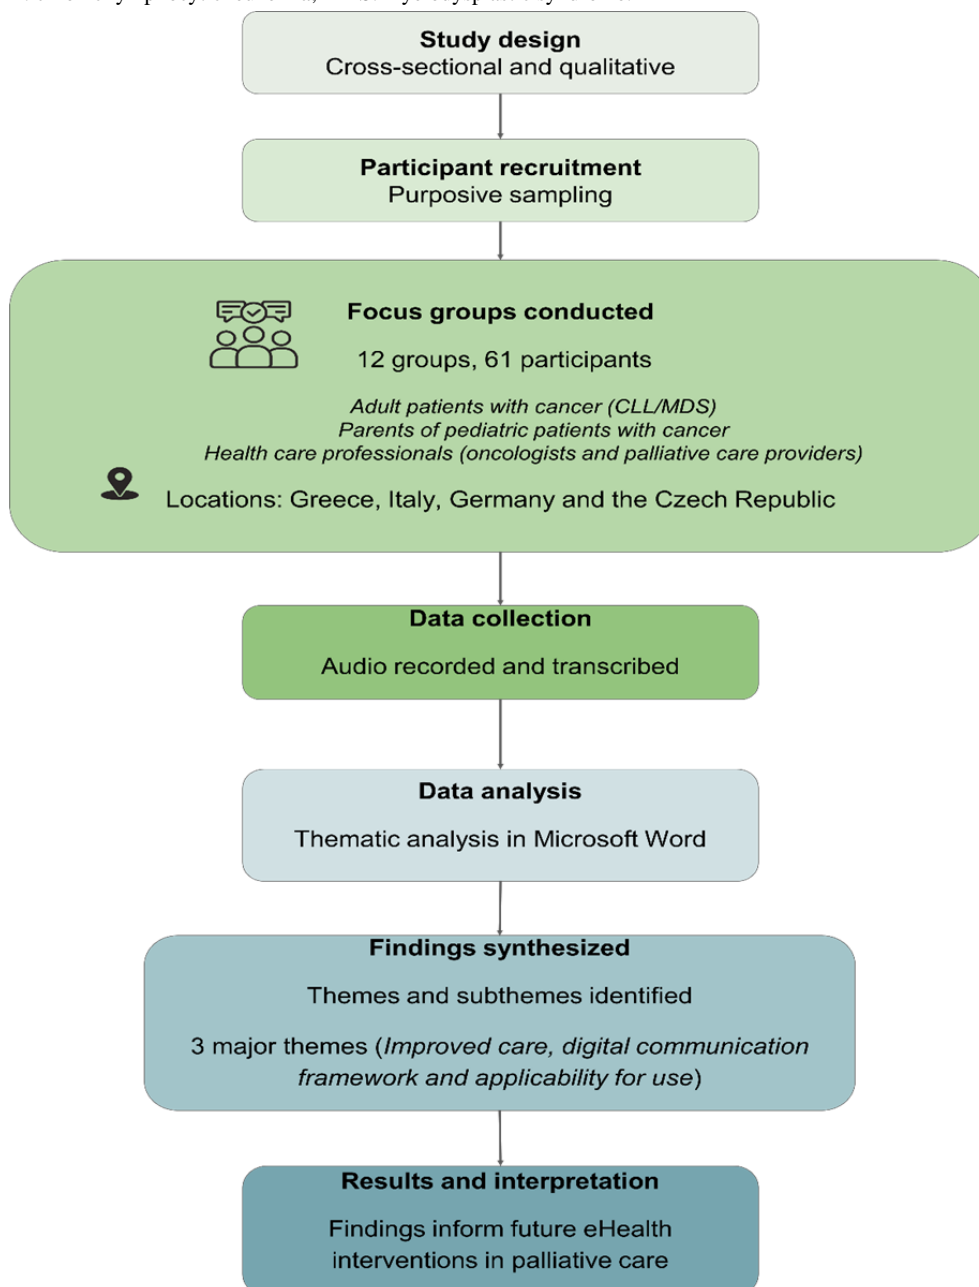 Study design
Cross-sectional and qualitative
Participant recruitment
Purposive sampling
Focus groups conducted
12 groups, 61 participants
Adult patients with cancer (CLL/MDS)
Parents of pediatric patients with cancer
Health care professionals (oncologists and palliative care providers)
Locations: Greece, Italy, Germany and the Czech Republic
Data collection
Audio recorded and transcribed
Data analysis
Thematic analysis in Microsoft Word
Findings synthesized
Themes and subthemes identified
3 major themes (Improved care, digital communication
framework and applicability for use)
Results and interpretation
Findings inform future eHealth
interventions in palliative care